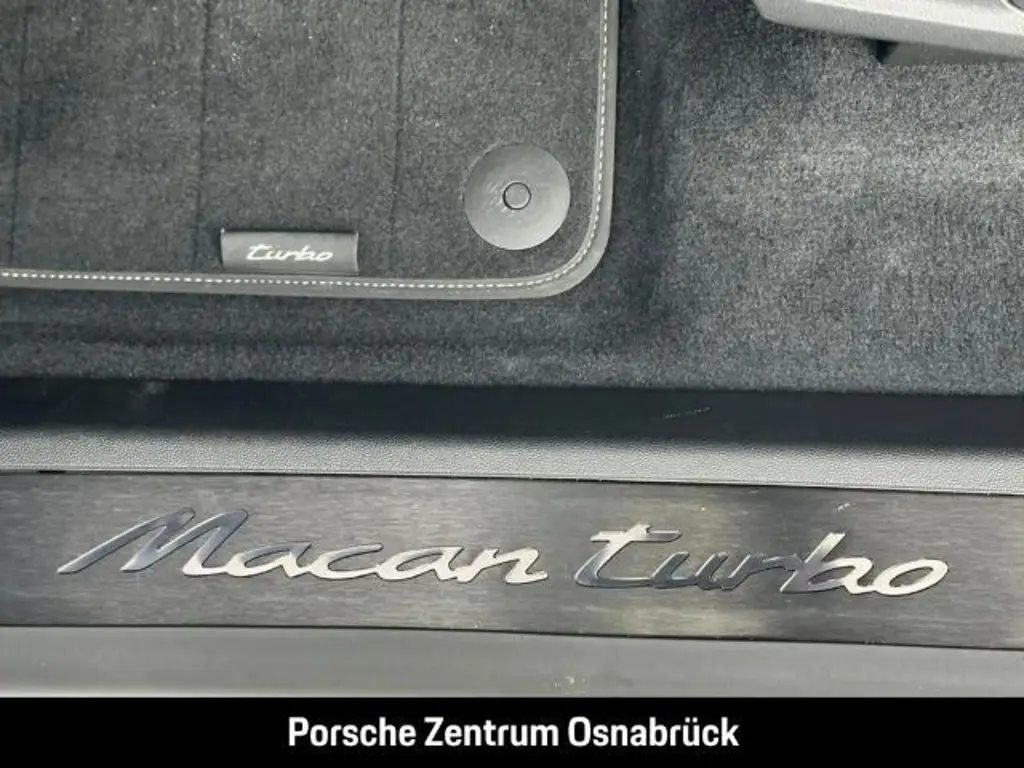 turbo
Macan turbo
Porsche Zentrum Osnabrück